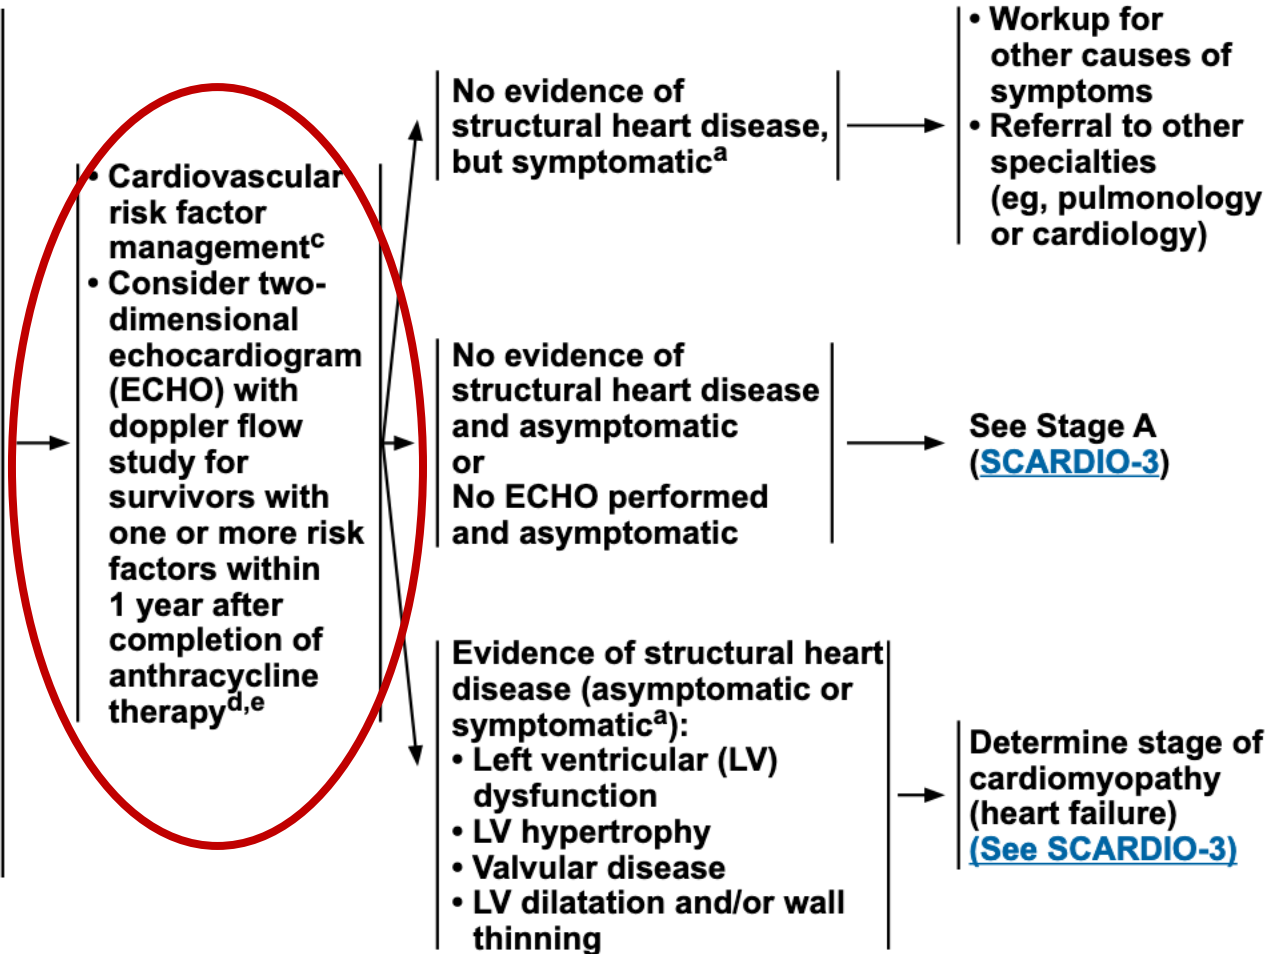 • Cardiovascular
risk factor
managementc
• Consider two-
dimensional
echocardiogram
(ECHO) with
doppler flow
study for
survivors with
one or more risk
factors within
1 year after
completion of
anthracycline
therapyd,e
No evidence of
structural heart disease,
but symptomatica
• Workup for
other causes of
symptoms
• Referral to other
specialties
(eg, pulmonology
or cardiology)
No evidence of
structural heart disease
and asymptomatic
or
No ECHO performed
and asymptomatic
See Stage A
(SCARDIO-3)
Evidence of structural heart
disease (asymptomatic or
symptomatica):
• Left ventricular (LV)
dysfunction
• LV hypertrophy
• Valvular disease
• LV dilatation and/or wall
thinning
Determine stage of
cardiomyopathy
(heart failure)
(See SCARDIO-3)